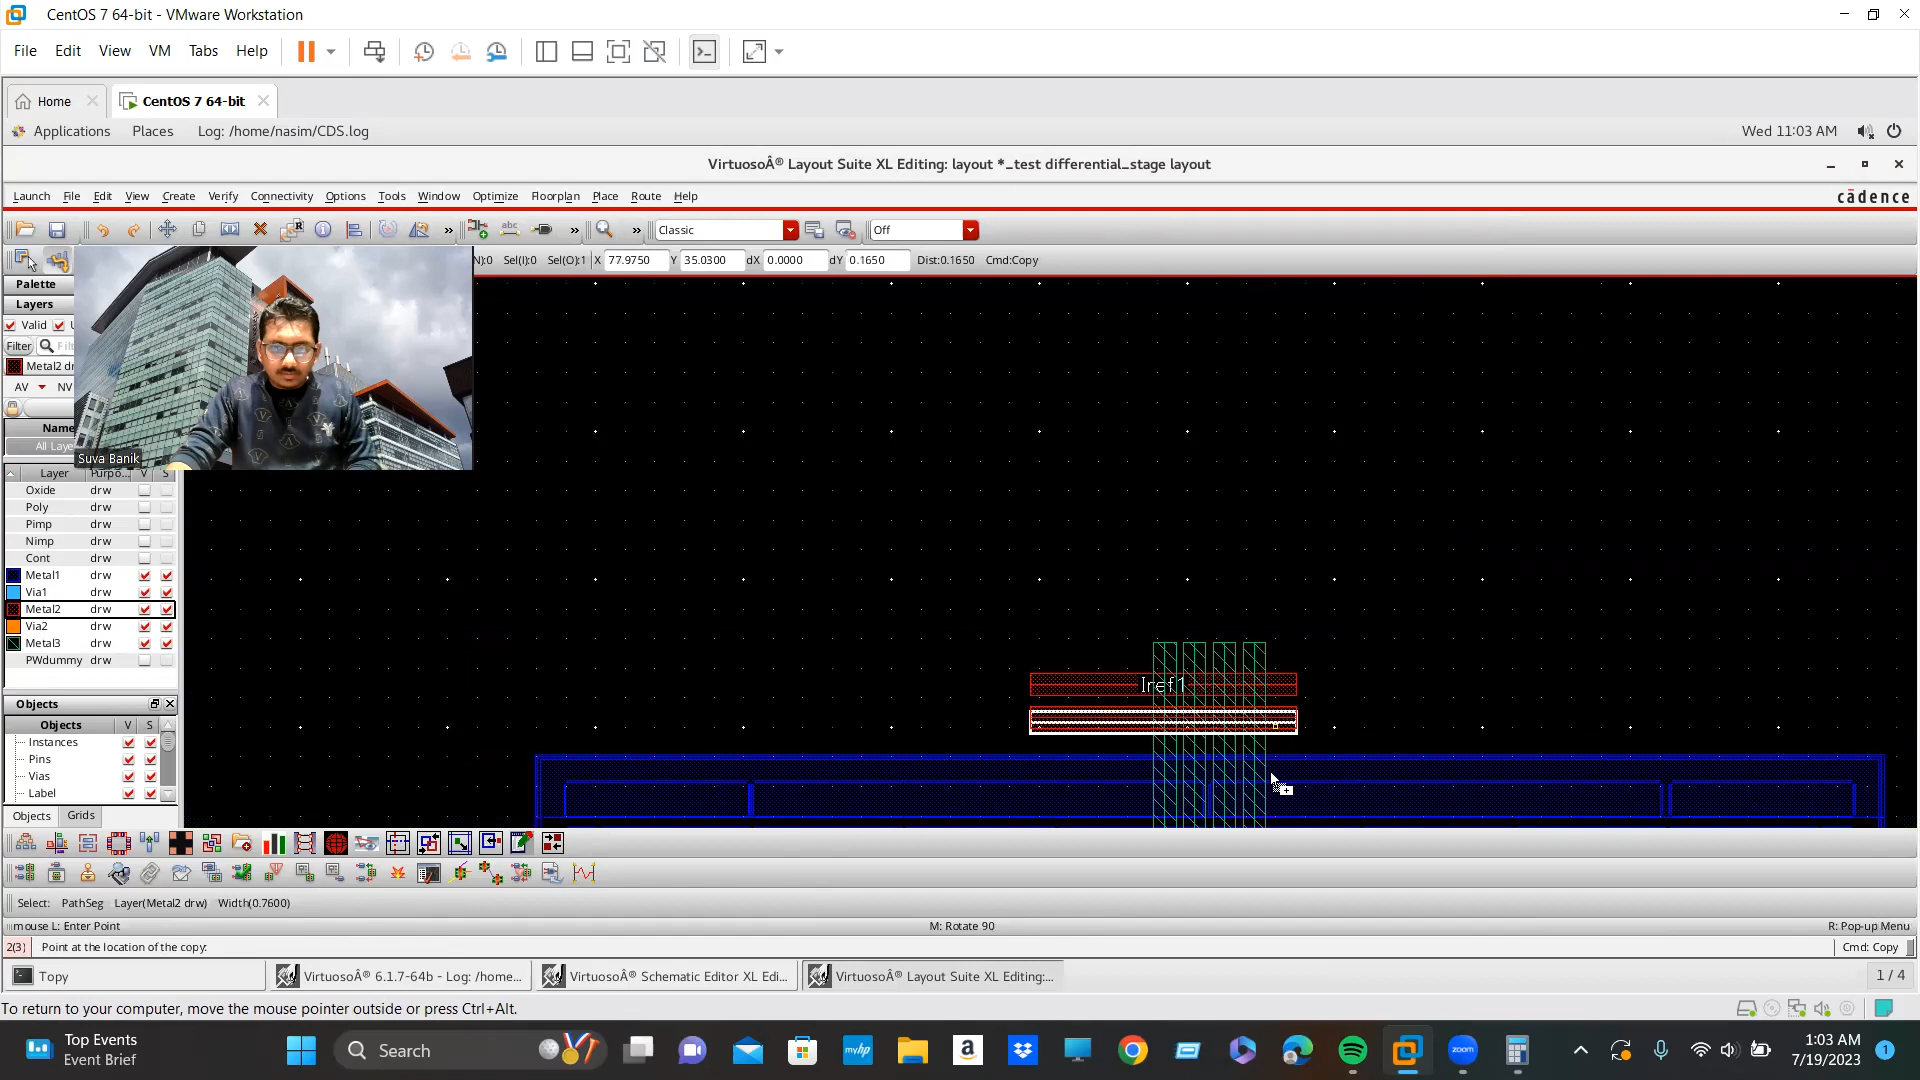 CentOS 7 64-bit - VMware Workstation
File Edit View VM Tabs Help
Home
CentOS 7 64-bit
Applications Places Log: /home/nasim/CDS.log
Wed 11:03 AM
VirtuosoÂ® Layout Suite XL Editing: layout *_test differential_stage layout
Launch File Edit View Create Verify Connectivity Options Tools Window Optimize Floorplan Place Route Help
cādence
Classic
Off
N):0 Sel(I):0 Sel(O):1 X 77.9750 Y 35.0300 dX 0.0000 dY 0.1650 Dist:0.1650 Cmd:Copy
Palette
Layers
Valid
Filter
Metal2 dr
AV NV
Name
All Laye
Suva Banik
Layer Purpo... V S
Oxide drw
Poly drw
Pimp drw
Nimp drw
Cont drw
Metal1 drw
Via1 drw
Metal2 drw
Via2 drw
Metal3 drw
PWdummy drw
Iref1
Objects
Objects V S
Instances
Pins
Vias
Label
Objects Grids
Select: PathSeg Layer(Metal2 drw) Width(0.7600)
mouse L: Enter Point
M: Rotate 90
R: Pop-up Menu
2(3) Point at the location of the copy:
Cmd: Copy
Topy
VirtuosoÂ® 6.1.7-64b - Log: /home...
VirtuosoÂ® Schematic Editor XL Edi...
VirtuosoÂ® Layout Suite XL Editing:...
1 / 4
To return to your computer, move the mouse pointer outside or press Ctrl+Alt.
Top Events
Event Brief
Search
myhp
zoom
1:03 AM
7/19/2023
1